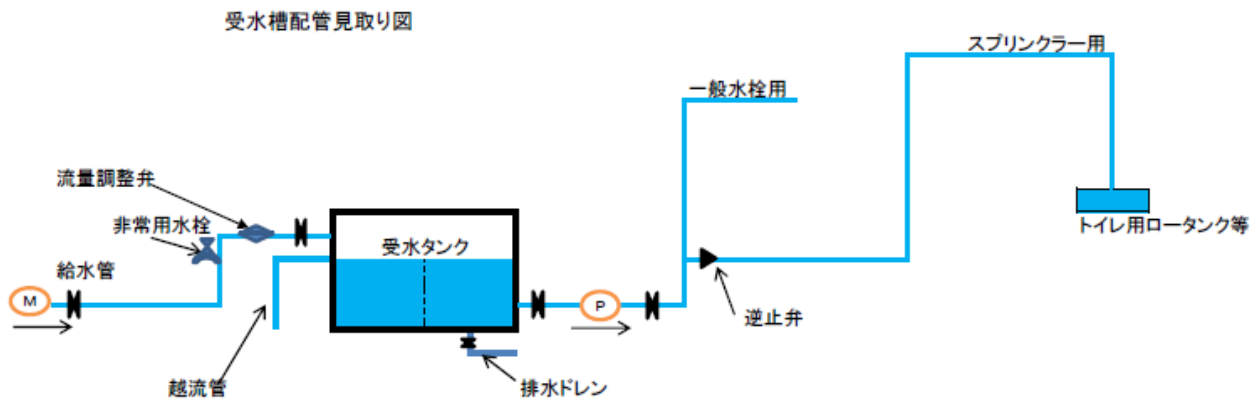 受水槽配管見取り図
スプリンクラー用
一般水栓用
流量調整弁
非常用水栓
トイレ用ロータンク等
受水タンク
給水管
M
P
逆止弁
越流管
排水ドレン